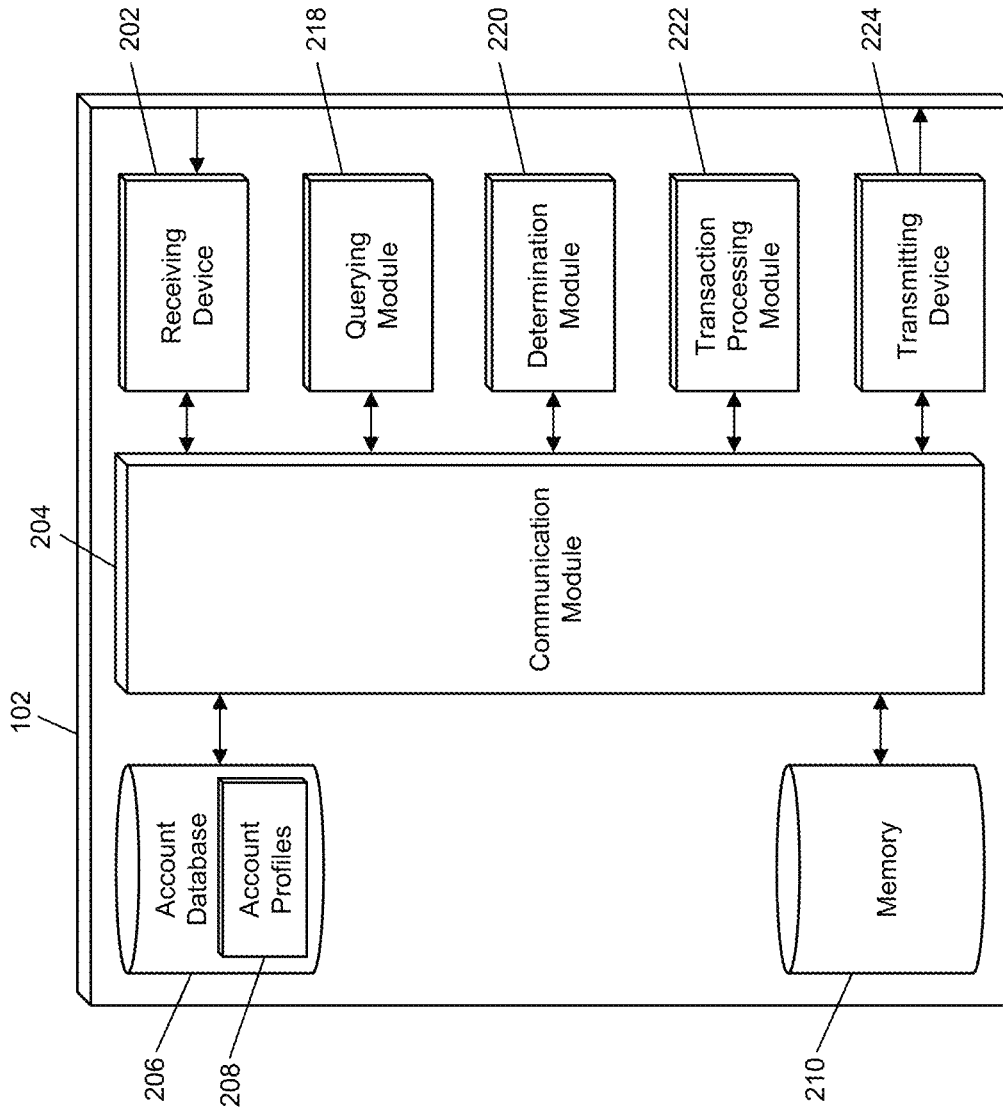 102
204
206
Account
Database
208
Account
Profiles
210
Memory
Communication
Module
Receiving
Device
202
Querying
Module
218
Determination
Module
220
Transaction
Processing
Module
222
Transmitting
Device
224